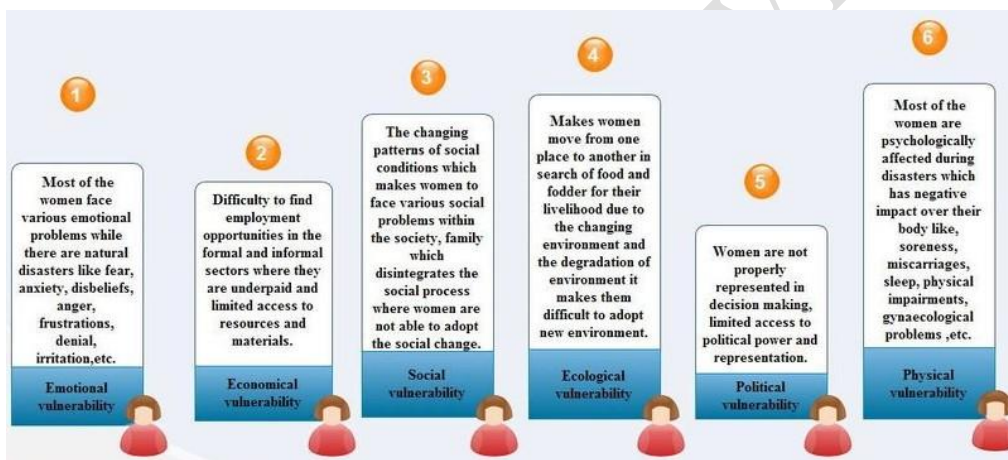 1
Most of the
women face
various emotional
problems while
there are natural
disasters like fear,
anxiety, disbeliefs,
anger,
frustrations,
denial,
irritation,etc.
Emotional
vulnerability
2
Difficulty to find
employment
opportunities in the
formal and informal
sectors where they
are underpaid and
limited access to
resources and
materials.
Economical
vulnerability
3
The changing
patterns of social
conditions which
makes women to
face various social
problems within
the society, family
which
disintegrates the
social process
where women are
not able to adopt
the social change.
Social
vulnerability
4
Makes women
move from one
place to another in
search of food and
fodder for their
livelihood due to
the changing
environment and
the degradation of
environment it
makes them
difficult to adopt
new environment.
Ecological
vulnerability
5
Women are not
properly
represented in
decision making,
limited access to
political power and
representation.
Political
vulnerability
6
Most of the
women are
psychologically
affected during
disasters which
has negative
impact over their
body like,
soreness,
miscarriages,
sleep, physical
impairments,
gynaecological
problems ,etc.
Physical
vulnerability